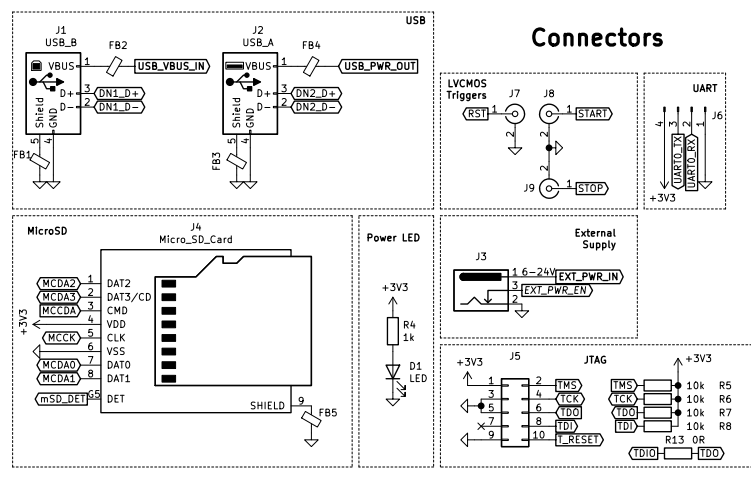 Connectors
USB
J1
USB_B
FB2
VBUS
1
USB_VBUS_IN
D+
3
DN1_D+
D-
2
DN1_D-
Shield
GND
5
4
FB1
J2
USB_A
FB4
VBUS
1
USB_PWR_OUT
D+
3
DN2_D+
D-
2
DN2_D-
Shield
GND
5
4
FB3
LVCMOS
Triggers
J7
J8
RST
1
2
1
START
2
2
J9
1
STOP
UART
J6
4
3
2
1
UART0_TX
UART0_RX
+3V3
MicroSD
J4
Micro_SD_Card
MCDA2 1 DAT2
MCDA3 2 DAT3/CD
MCCDA 3 CMD
+3V3
4 VDD
MCCK 5 CLK
6 VSS
MCDA0 7 DAT0
MCDA1 8 DAT1
mSD_DET G5 DET
SHIELD 9
FB5
Power LED
+3V3
R4
1k
D1
LED
External
Supply
J3
1 6-24V EXT_PWR_IN
3 EXT_PWR_EN
2
JTAG
+3V3
J5
1 2 TMS
3 4 TCK
5 6 TDO
7 8 TDI
9 10 T_RESET
+3V3
TMS 10k R5
TCK 10k R6
TDO 10k R7
TDI 10k R8
R13 0R
TDIO TDO